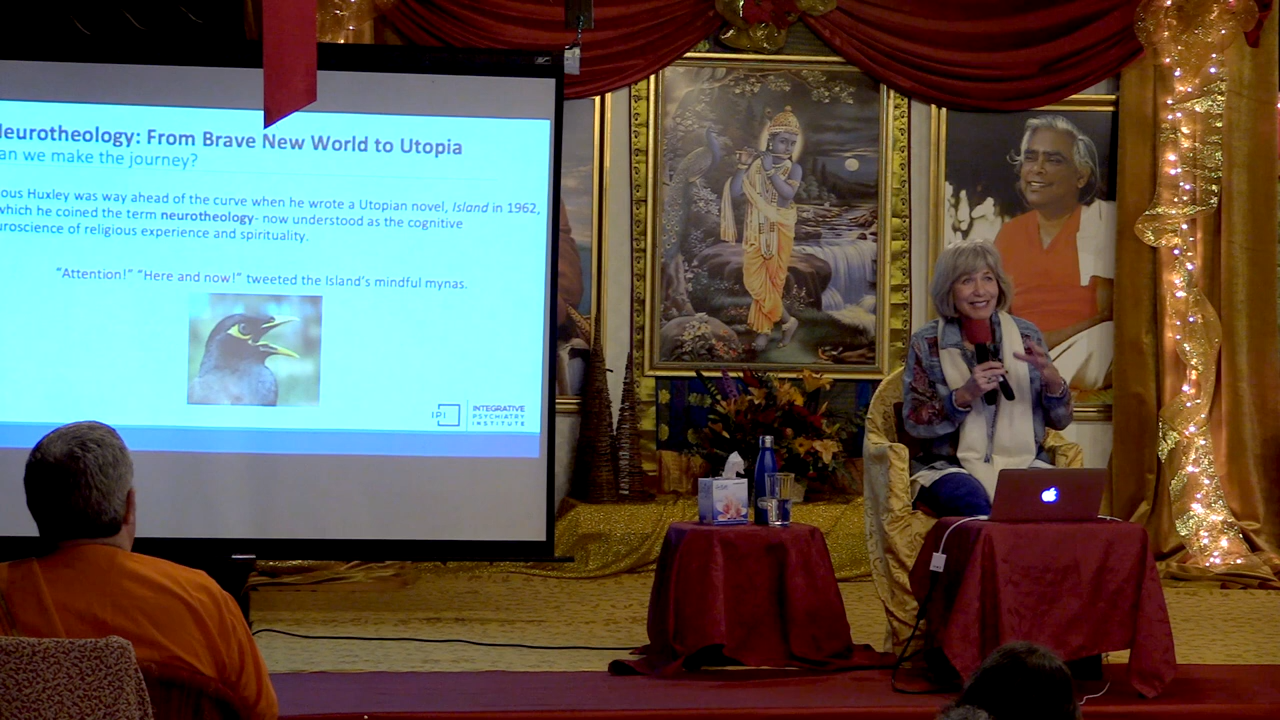 eurotheology: From Brave New World to Utopia
an we make the journey?
ous Huxley was way ahead of the curve when he wrote a Utopian novel, Island in 1962,
which he coined the term neurotheology- now understood as the cognitive
uroscience of religious experience and spirituality.
"Attention!" "Here and now!" tweeted the Island's mindful mynas.
IPI
INTEGRATIVE
PSYCHIATRY
INSTITUTE